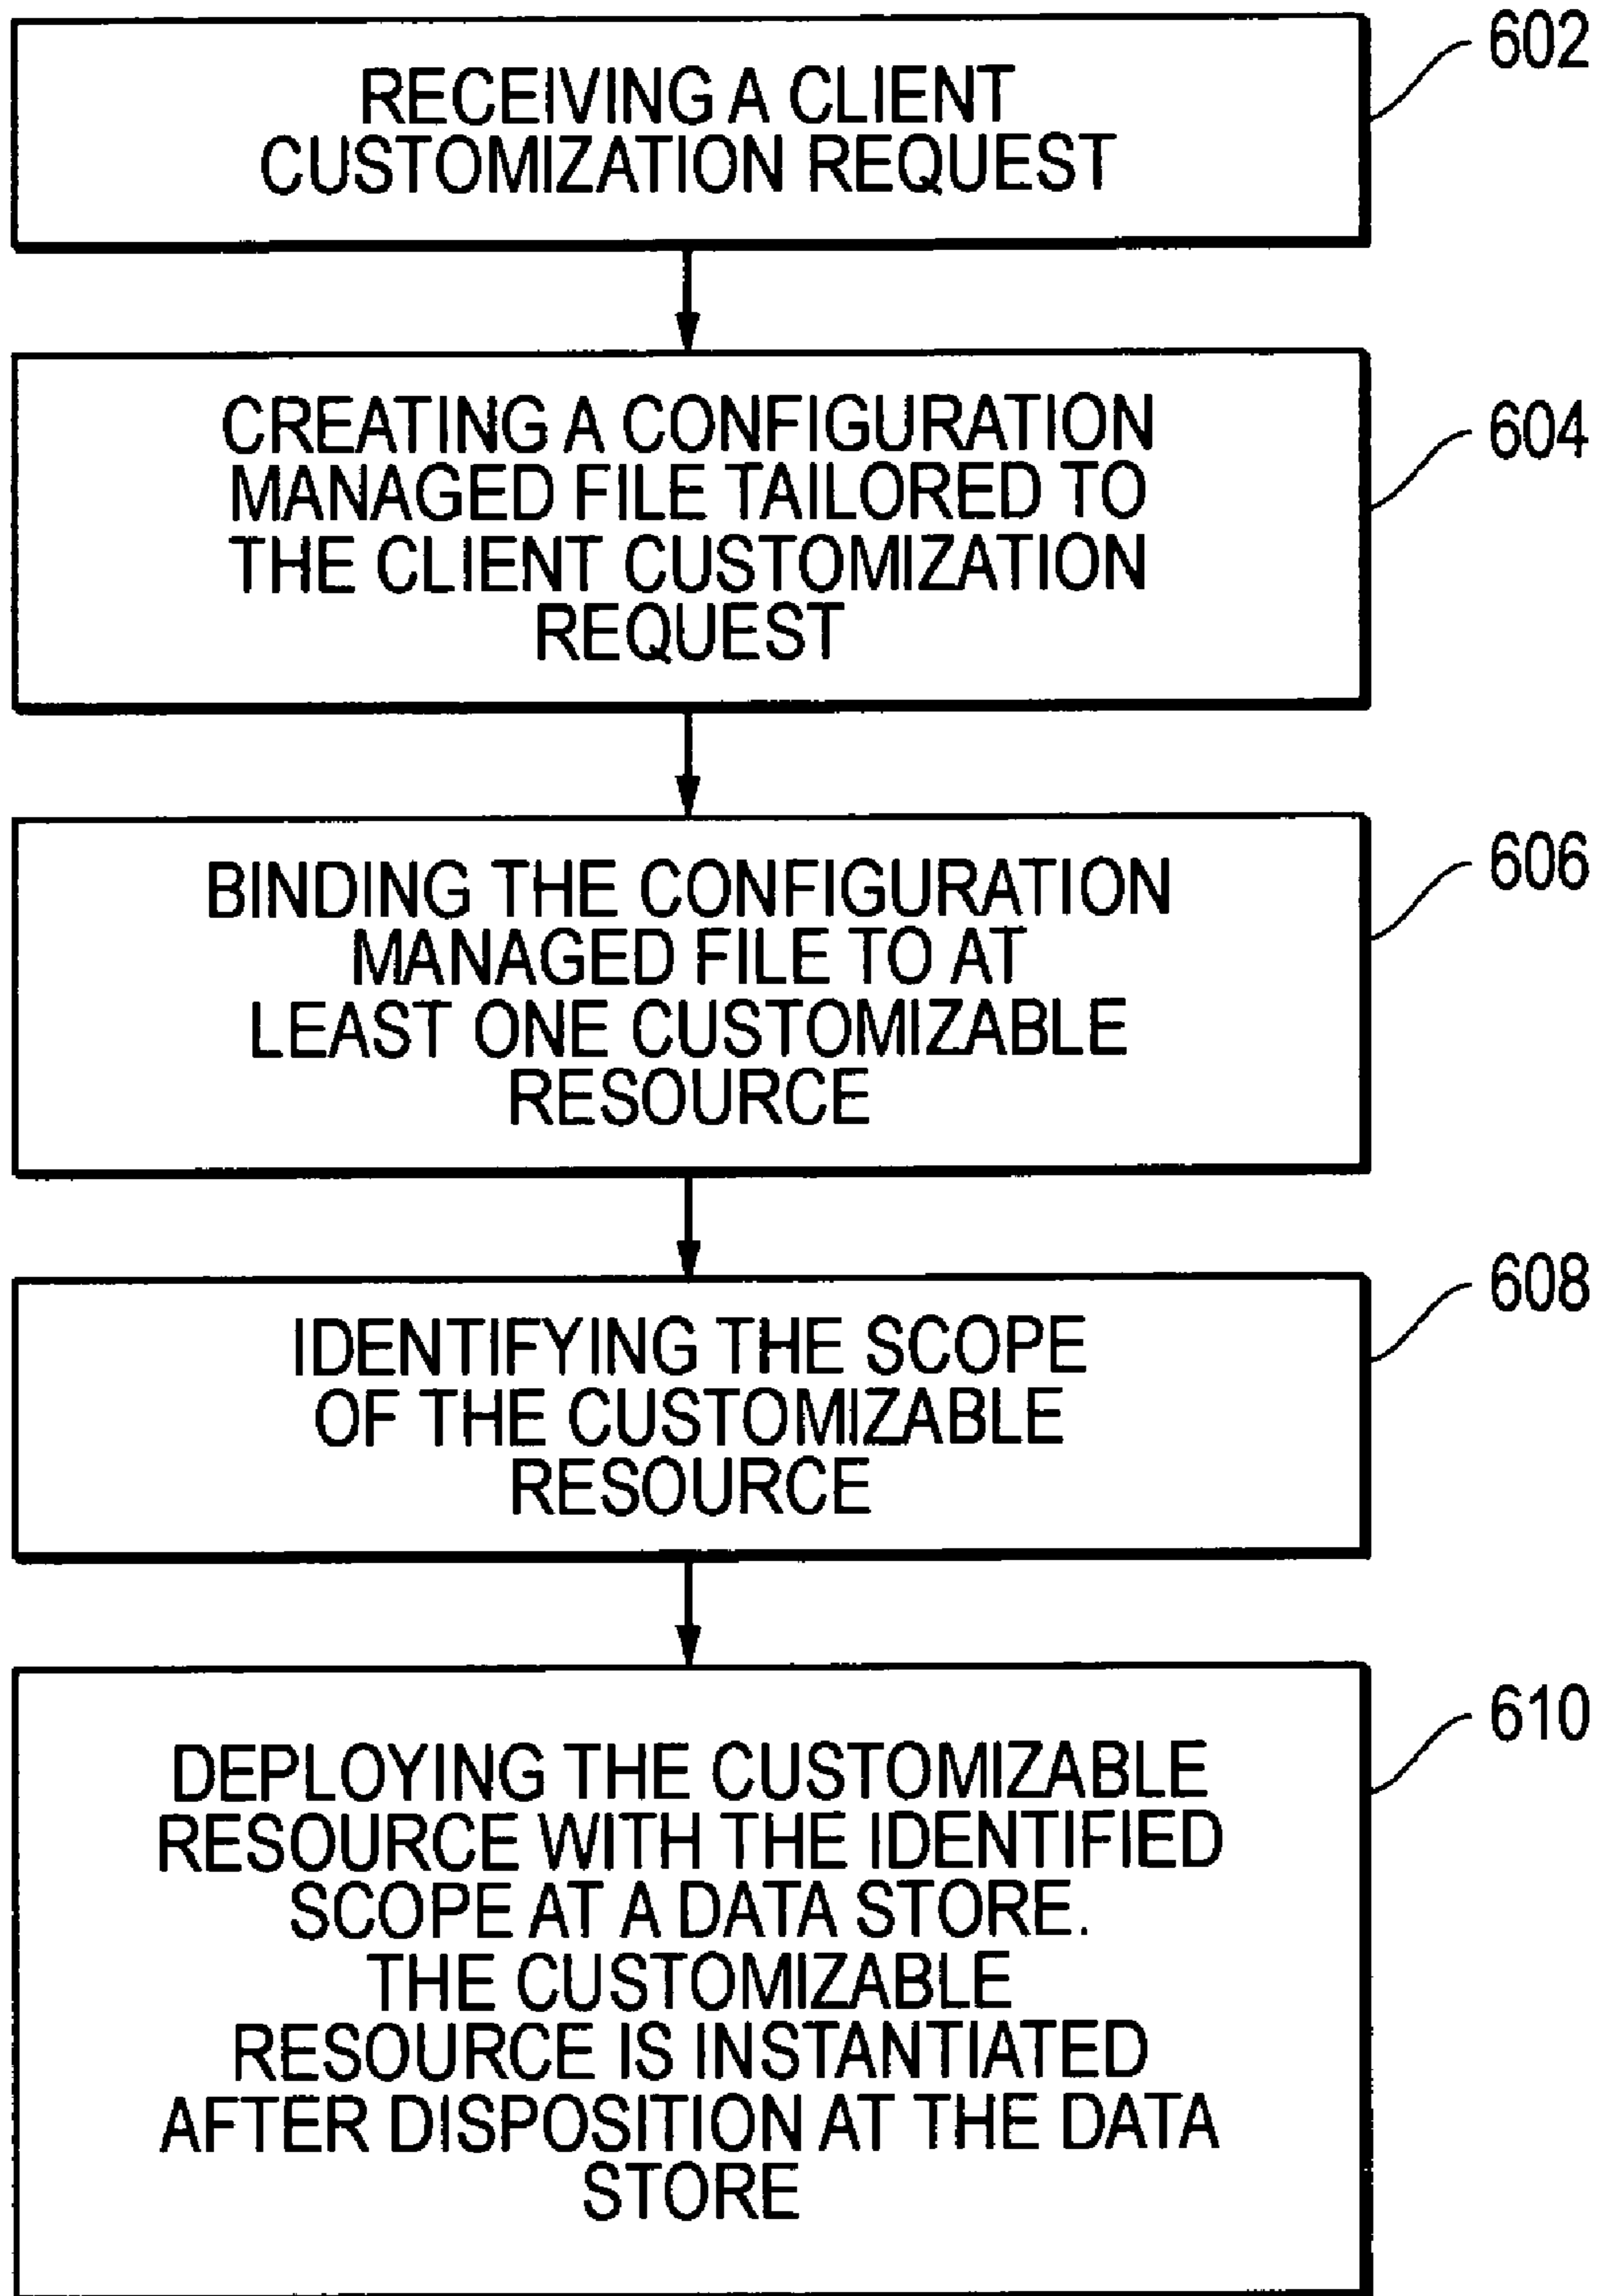 RECEIVING A CLIENT
CUSTOMIZATION REQUEST
602
CREATING A CONFIGURATION
MANAGED FILE TAILORED TO
THE CLIENT CUSTOMIZATION
REQUEST
604
BINDING THE CONFIGURATION
MANAGED FILE TO AT
LEAST ONE CUSTOMIZABLE
RESOURCE
606
IDENTIFYING THE SCOPE
OF THE CUSTOMIZABLE
RESOURCE
608
DEPLOYING THE CUSTOMIZABLE
RESOURCE WITH THE IDENTIFIED
SCOPE AT A DATA STORE.
THE CUSTOMIZABLE
RESOURCE IS INSTANTIATED
AFTER DISPOSITION AT THE DATA
STORE
610